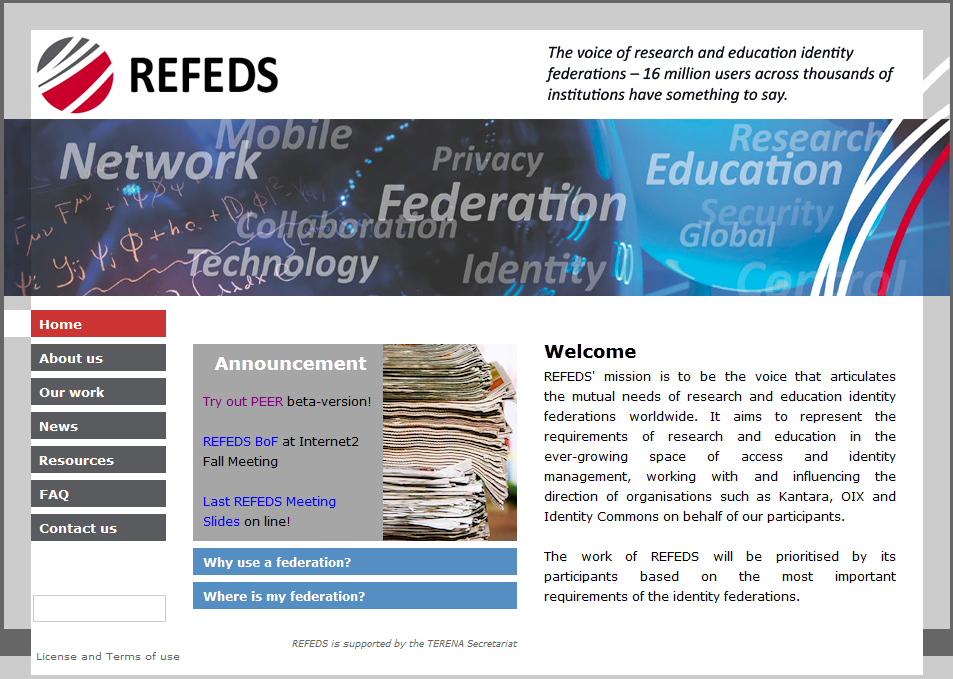 REFEDS
The voice of research and education identity
federations – 16 million users across thousands of
institutions have something to say.
Mobile
Network
Privacy
Research
Education
Federation
Collaboration
Security
Global
Technology
Identity
Control
Home
About us
Our work
News
Resources
FAQ
Contact us
License and Terms of use
Announcement
Try out PEER beta-version!
REFEDS BoF at Internet2
Fall Meeting
Last REFEDS Meeting
Slides on line!
Why use a federation?
Where is my federation?
REFEDS is supported by the TERENA Secretariat
Welcome
REFEDS' mission is to be the voice that articulates
the mutual needs of research and education identity
federations worldwide. It aims to represent the
requirements of research and education in the
ever-growing space of access and identity
management, working with and influencing the
direction of organisations such as Kantara, OIX and
Identity Commons on behalf of our participants.
The work of REFEDS will be prioritised by its
participants based on the most important
requirements of the identity federations.